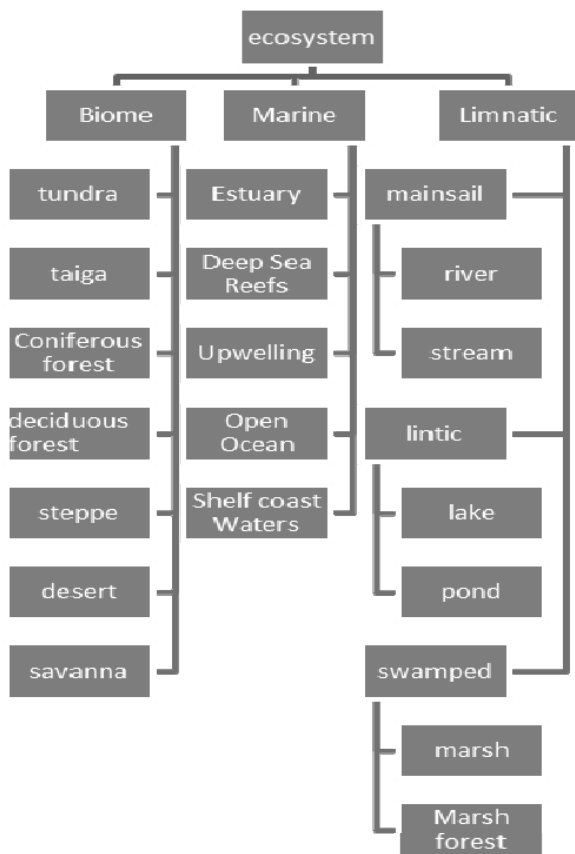 ecosystem
Biome
Marine
Limnatic
tundra
taiga
Coniferous
forest
deciduous
forest
steppe
desert
savanna
Estuary
Deep Sea
Reefs
Upwelling
Open
Ocean
Shelf coast
Waters
mainsail
river
stream
lintic
lake
pond
swamped
marsh
Marsh
forest